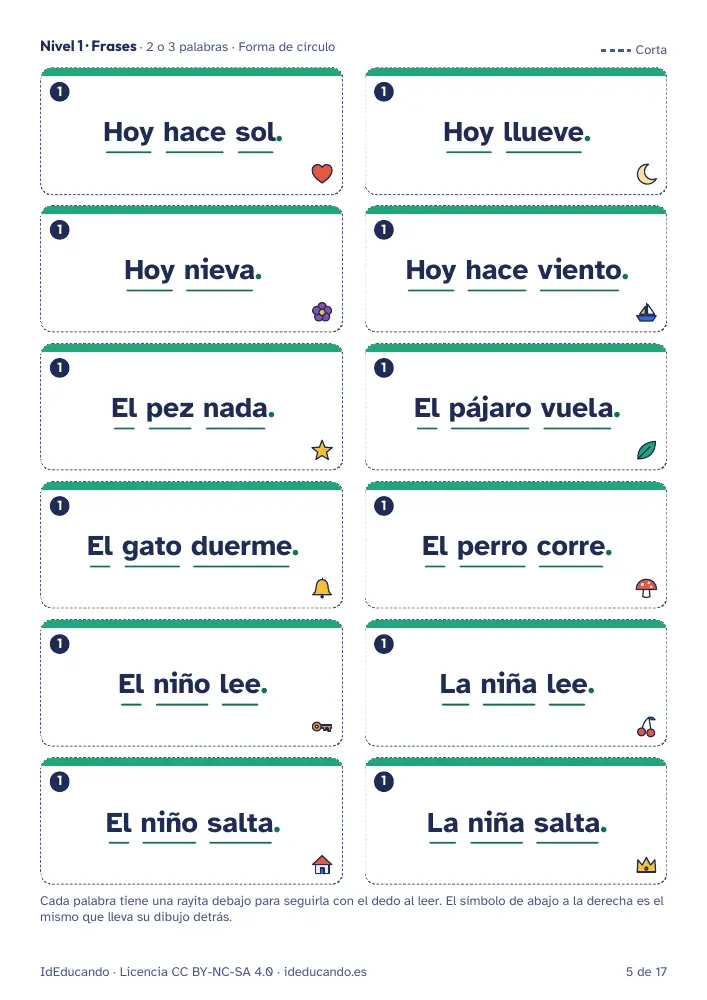 Nivel 1 · Frases · 2 o 3 palabras · Forma de círculo
Corta
1
Hoy hace sol.
1
Hoy llueve.
1
Hoy nieva.
1
Hoy hace viento.
1
El pez nada.
1
El pájaro vuela.
1
El gato duerme.
1
El perro corre.
1
El niño lee.
1
La niña lee.
1
El niño salta.
1
La niña salta.
Cada palabra tiene una rayita debajo para seguirla con el dedo al leer. El símbolo de abajo a la derecha es el
mismo que lleva su dibujo detrás.
IdEducando · Licencia CC BY-NC-SA 4.0 · ideducando.es
5 de 17